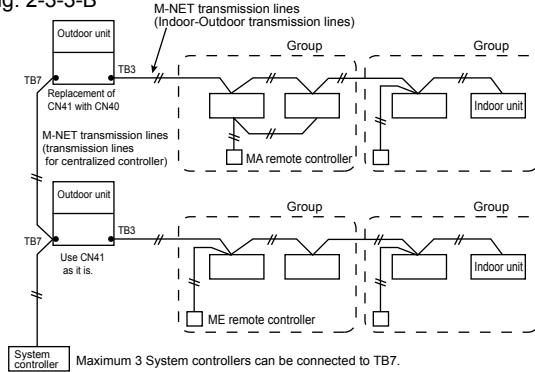 g. 2-3-3-B
M-NET transmission lines
(Indoor-Outdoor transmission lines)
Outdoor unit
Group
Group
TB7
TB3
Replacement of
CN41 with CN40
Indoor unit
M-NET transmission lines
(transmission lines
for centralized controller)
MA remote controller
Outdoor unit
Group
Group
TB7
TB3
Use CN41
as it is.
Indoor unit
ME remote controller
System
controller
Maximum 3 System controllers can be connected to TB7.